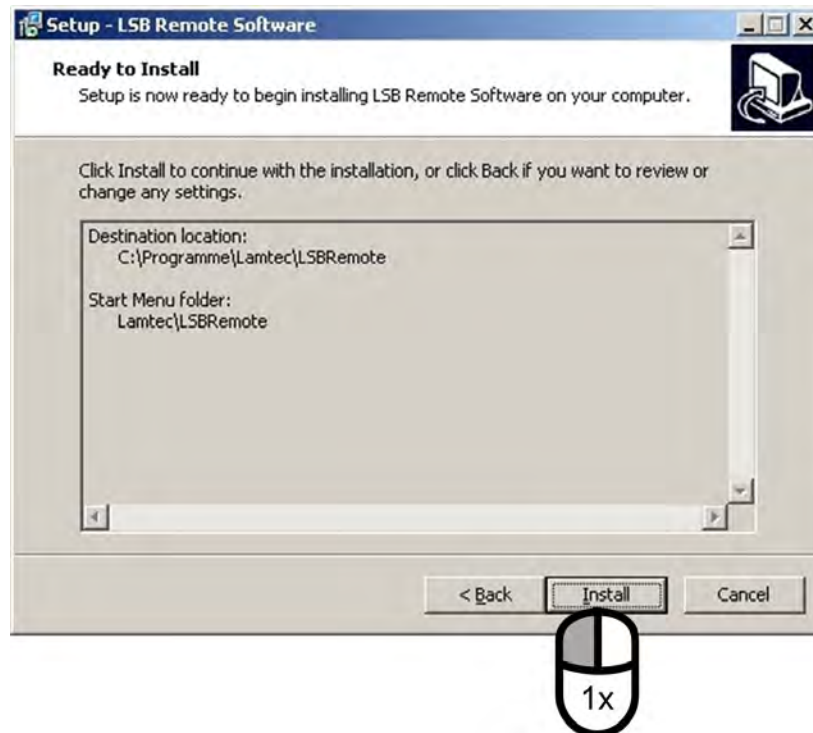 Setup - LSB Remote Software
Ready to Install
Setup is now ready to begin installing LSB Remote Software on your computer.
Click Install to continue with the installation, or click Back if you want to review or
change any settings.
Destination location:
C:\Programme\Lamtec\LSBRemote
Start Menu folder:
Lamtec\LSBRemote
< Back
Install
Cancel
1x